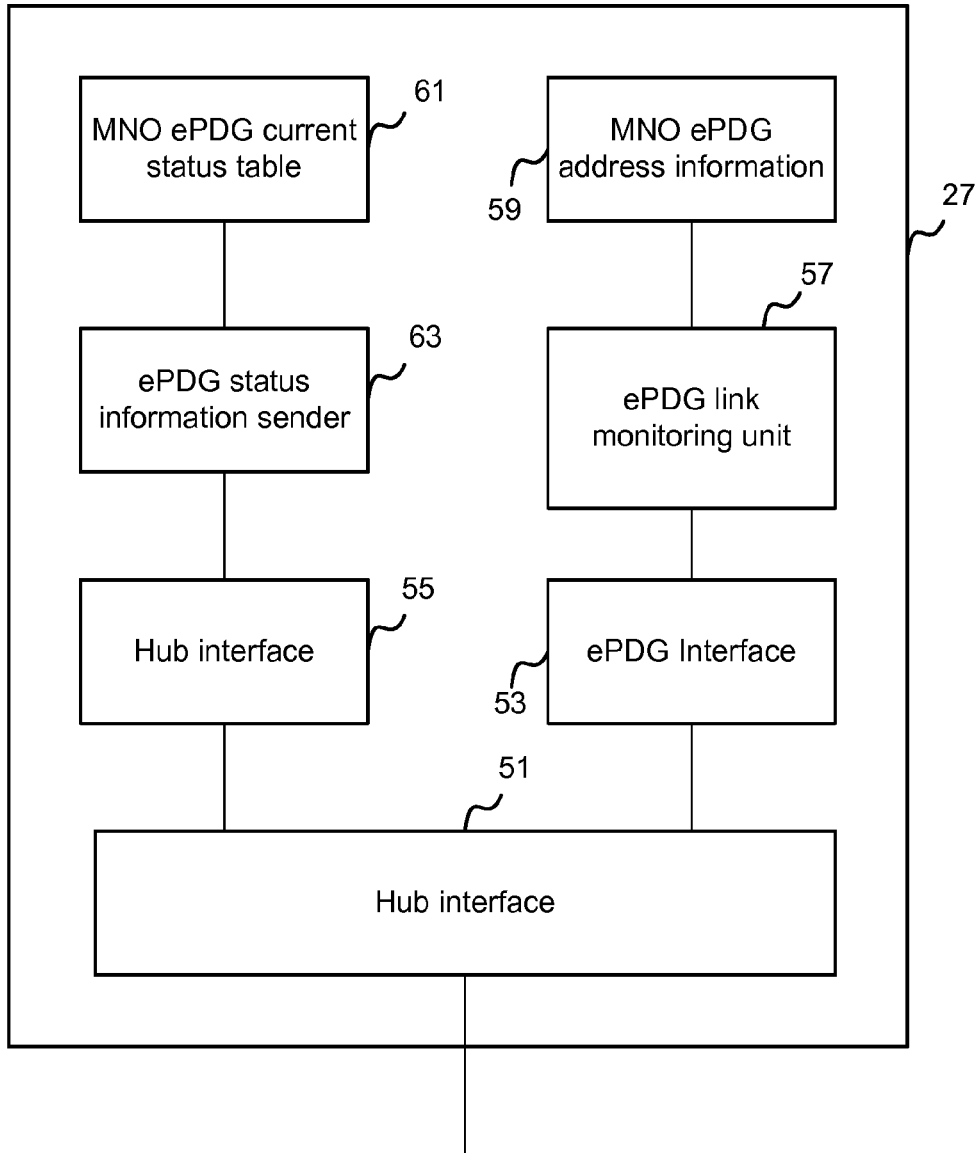 61
MNO ePDG current
status table
MNO ePDG
address information
59
27
57
63
ePDG status
information sender
ePDG link
monitoring unit
55
Hub interface
ePDG Interface
53
51
Hub interface